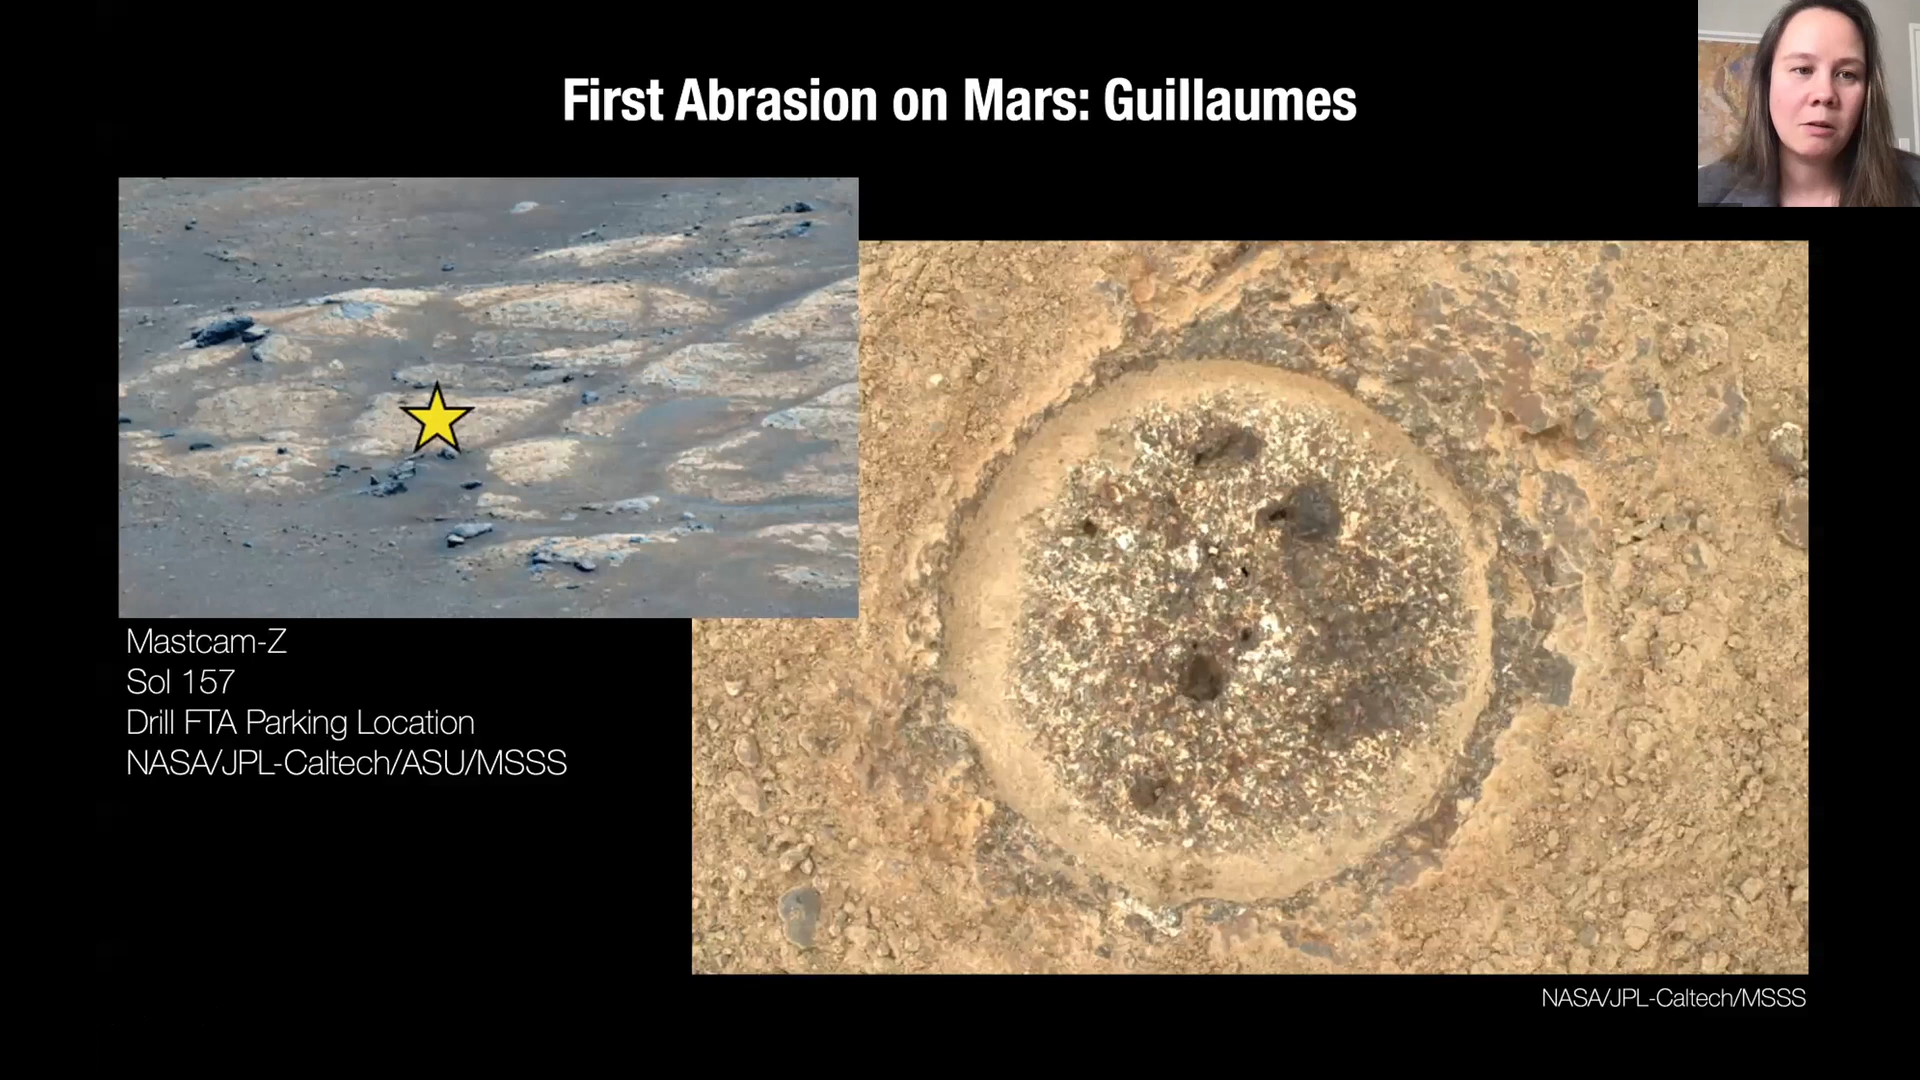 First Abrasion on Mars: Guillaumes
Mastcam-Z
Sol 157
Drill FTA Parking Location
NASA/JPL-Caltech/ASU/MSSS
NASA/JPL-Caltech/MSSS